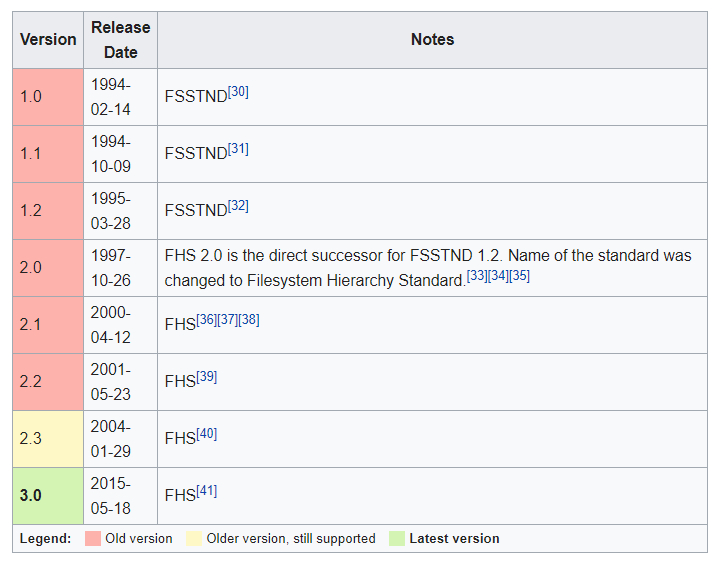 Version Release Date Notes
1.0 1994-02-14 FSSTND[30]
1.1 1994-10-09 FSSTND[31]
1.2 1995-03-28 FSSTND[32]
2.0 1997-10-26 FHS 2.0 is the direct successor for FSSTND 1.2. Name of the standard was
changed to Filesystem Hierarchy Standard.[33][34][35]
2.1 2000-04-12 FHS[36][37][38]
2.2 2001-05-23 FHS[39]
2.3 2004-01-29 FHS[40]
3.0 2015-05-18 FHS[41]
Legend: Old version Older version, still supported Latest version